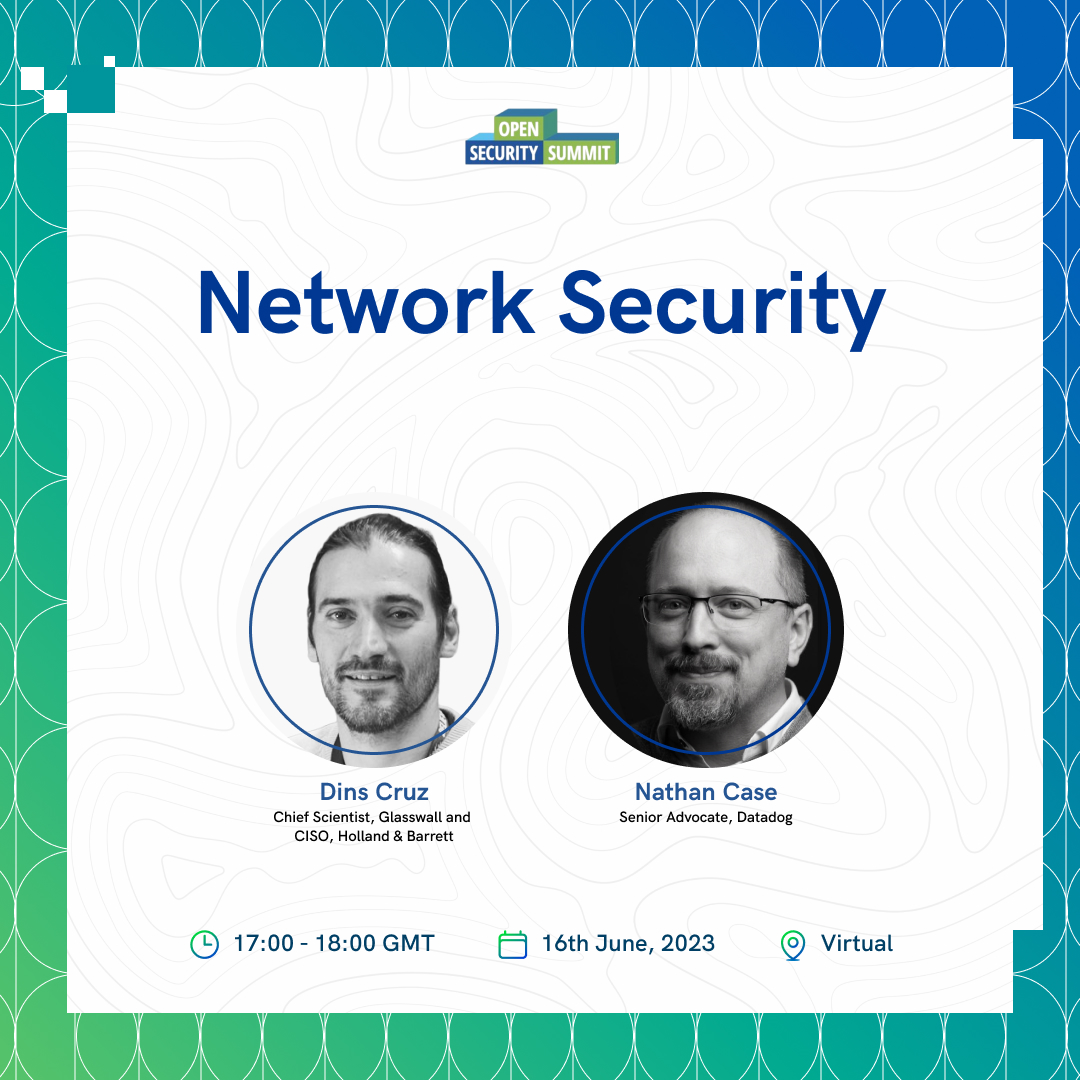 OPEN
SECURITY SUMMIT
Network Security
Dins Cruz
Chief Scientist, Glasswall and
CISO, Holland & Barrett
Nathan Case
Senior Advocate, Datadog
17:00 - 18:00 GMT
16th June, 2023
Virtual